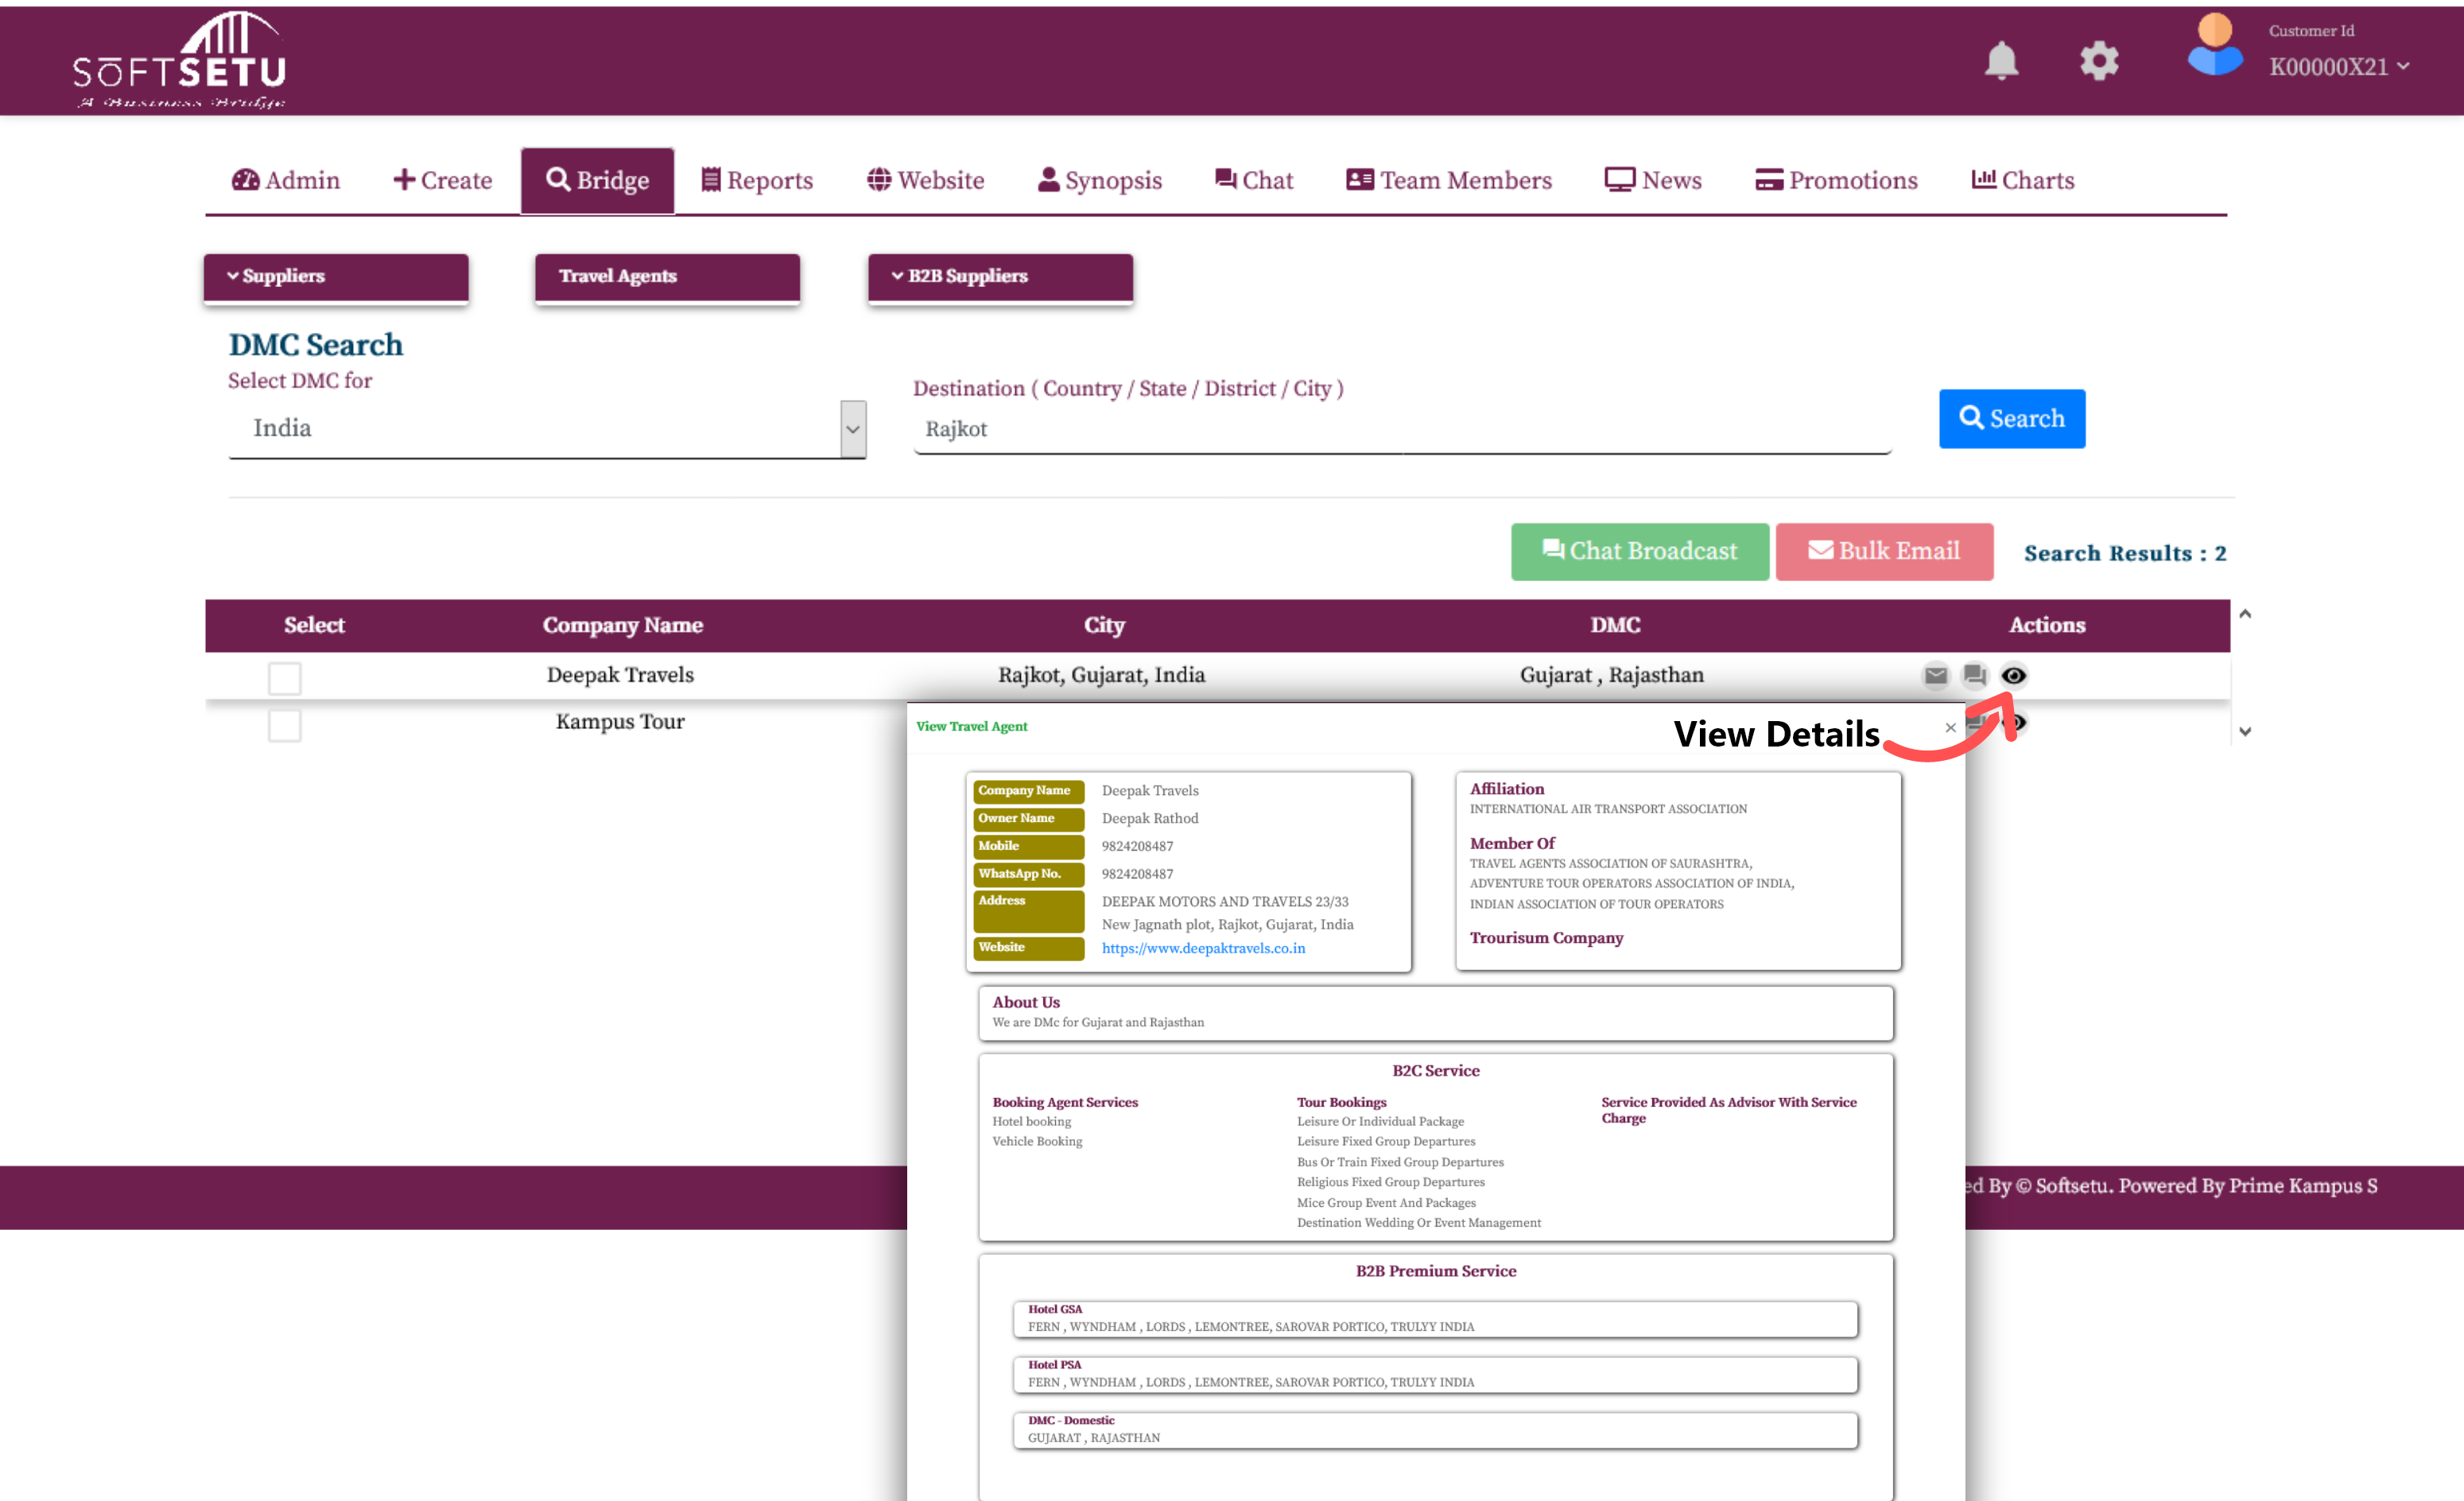 SOFTSETU
A Business Bridge
Customer Id
K00000X21
Admin
Create
Bridge
Reports
Website
Synopsis
Chat
Team Members
News
Promotions
Charts
Suppliers
Travel Agents
B2B Suppliers
DMC Search
Select DMC for
India
Destination ( Country / State / District / City )
Rajkot
Search
Chat Broadcast
Bulk Email
Search Results : 2
Select Company Name City DMC Actions
Deepak Travels Rajkot, Gujarat, India Gujarat , Rajasthan
Kampus Tour
View Travel Agent
View Details
×
Company Name Deepak Travels
Owner Name Deepak Rathod
Mobile 9824208487
WhatsApp No. 9824208487
Address DEEPAK MOTORS AND TRAVELS 23/33
New Jagnath plot, Rajkot, Gujarat, India
Website https://www.deepaktravels.co.in
Affiliation
INTERNATIONAL AIR TRANSPORT ASSOCIATION
Member Of
TRAVEL AGENTS ASSOCIATION OF SAURASHTRA,
ADVENTURE TOUR OPERATORS ASSOCIATION OF INDIA,
INDIAN ASSOCIATION OF TOUR OPERATORS
Trourisum Company
About Us
We are DMc for Gujarat and Rajasthan
B2C Service
Booking Agent Services
Hotel booking
Vehicle Booking
Tour Bookings
Leisure Or Individual Package
Leisure Fixed Group Departures
Bus Or Train Fixed Group Departures
Religious Fixed Group Departures
Mice Group Event And Packages
Destination Wedding Or Event Management
Service Provided As Advisor With Service
Charge
ed By © Softsetu. Powered By Prime Kampus S
B2B Premium Service
Hotel GSA
FERN , WYNDHAM , LORDS , LEMONTREE, SAROVAR PORTICO, TRULYY INDIA
Hotel PSA
FERN , WYNDHAM , LORDS , LEMONTREE, SAROVAR PORTICO, TRULYY INDIA
DMC - Domestic
GUJARAT , RAJASTHAN